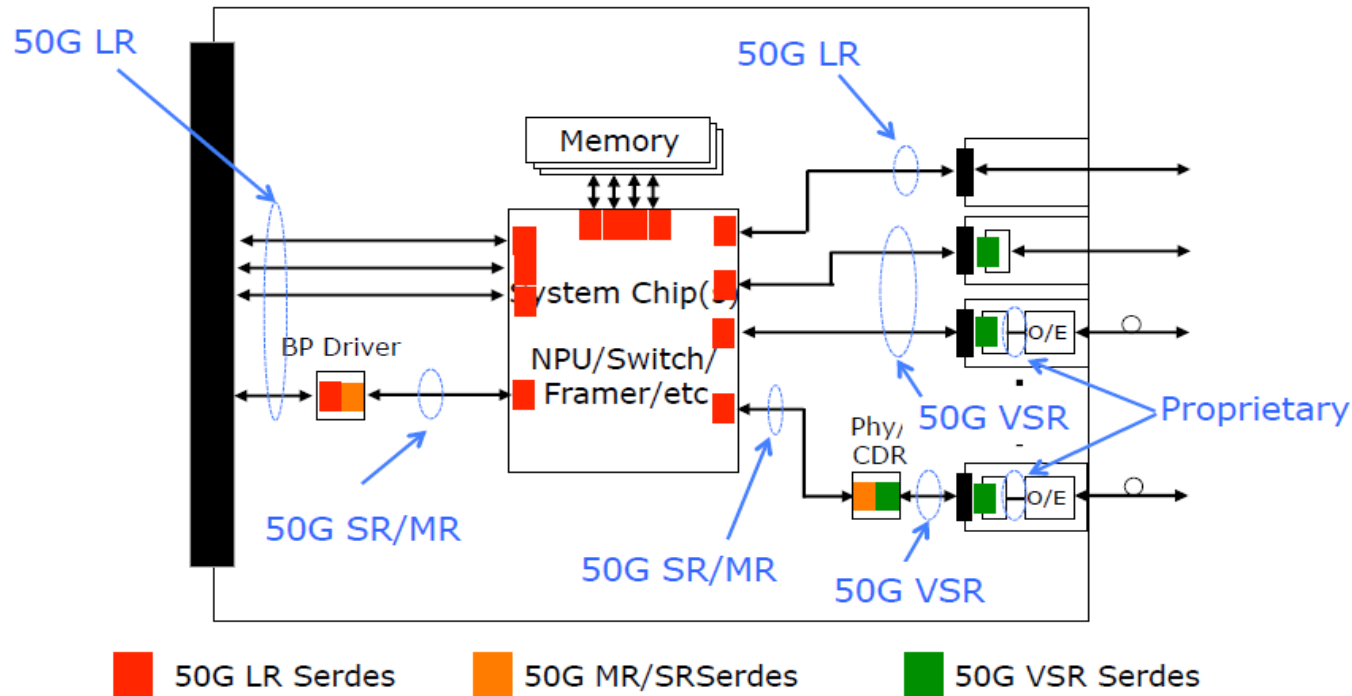 50G LR
50G LR
Memory
System Chip(s)
NPU/Switch/
Framer/etc
BP Driver
O/E
50G VSR
Proprietary
Phy/
CDR
50G SR/MR
50G SR/MR
50G VSR
O/E
50G LR Serdes
50G MR/SRSerdes
50G VSR Serdes